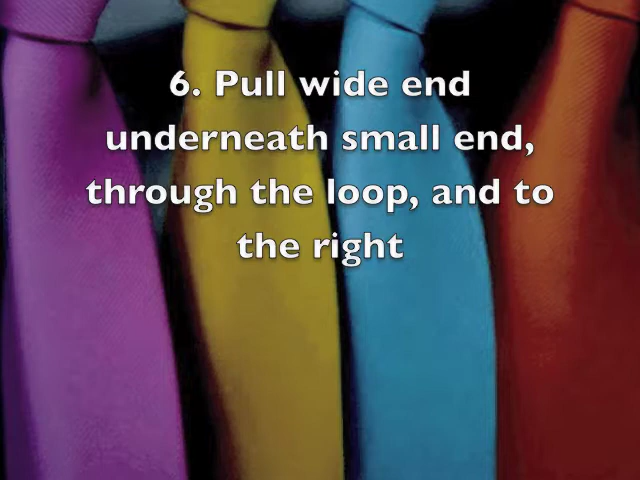 6. Pull wide end
underneath small end,
through the loop, and to
the right